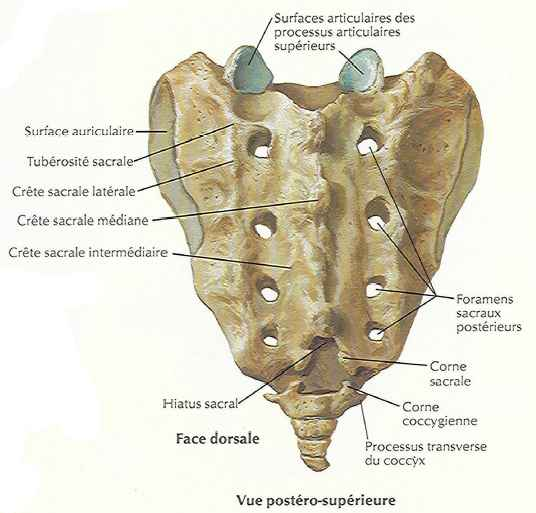 Surfaces articulaires des
processus articulaires
supérieurs
Surface auriculaire
Tubérosité sacrale
Crête sacrale latérale
Crête sacrale médiane
Crête sacrale intermédiaire
Foramens
sacraux
postérieurs
Corne
sacrale
Hiatus sacral
Corne
coccygienne
Face dorsale
Processus transverse
du coccyx
Vue postéro-supérieure